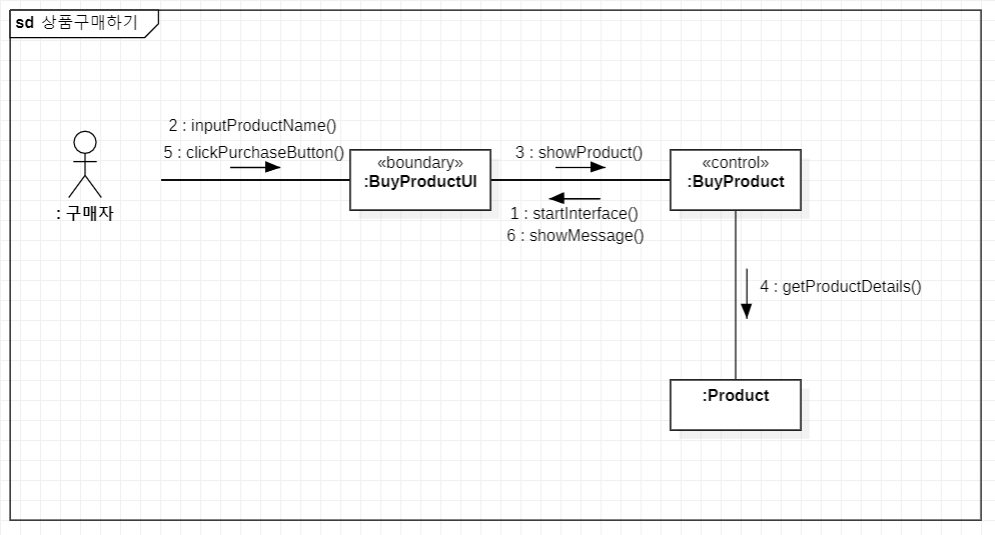 sd 상품구매하기
2 : inputProductName()
5 : clickPurchaseButton()
: 구매자
«boundary»
:BuyProductUI
3 : showProduct()
1 : startInterface()
6 : showMessage()
«control»
:BuyProduct
4 : getProductDetails()
:Product